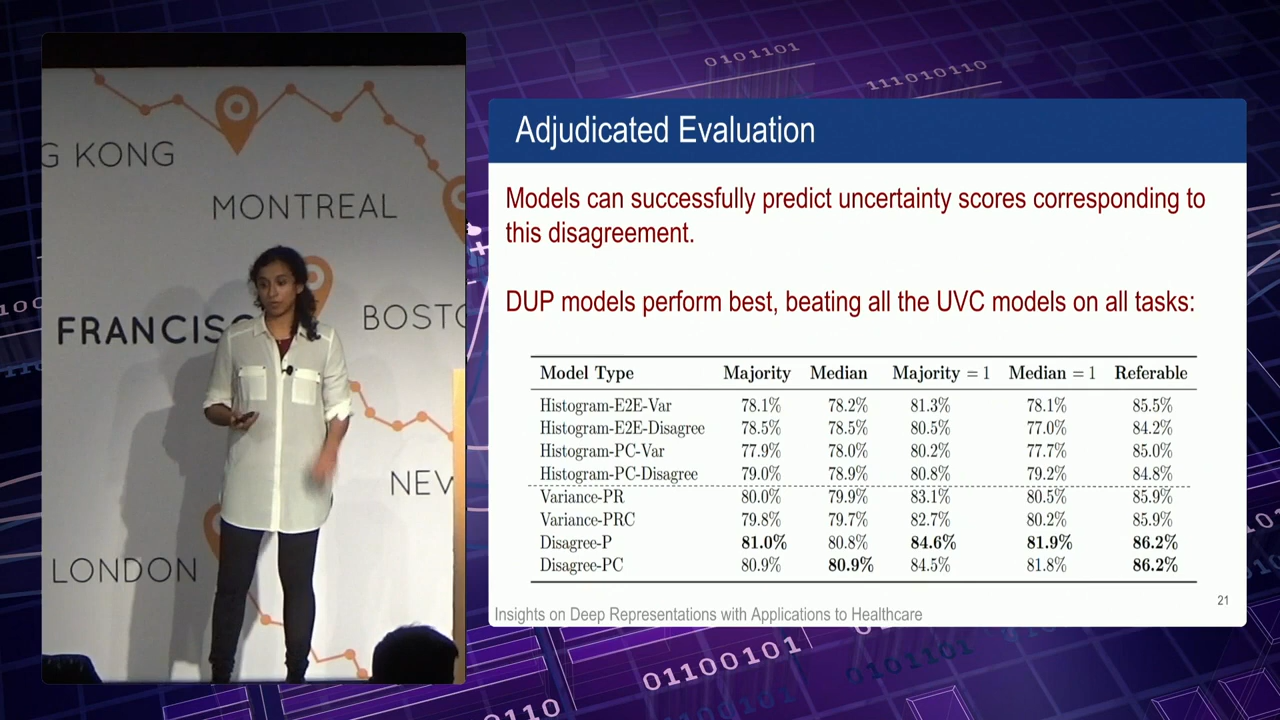 G KONG
MONTREAL
FRANCISC
BOSTO
NEW
LONDON
0101101
111010110
Adjudicated Evaluation
Models can successfully predict uncertainty scores corresponding to
this disagreement.
DUP models perform best, beating all the UVC models on all tasks:
Model Type Majority Median Majority = 1 Median = 1 Referable
Histogram-E2E-Var 78.1% 78.2% 81.3% 78.1% 85.5%
Histogram-E2E-Disagree 78.5% 78.5% 80.5% 77.0% 84.2%
Histogram-PC-Var 77.9% 78.0% 80.2% 77.7% 85.0%
Histogram-PC-Disagree 79.0% 78.9% 80.8% 79.2% 84.8%
Variance-PR 80.0% 79.9% 83.1% 80.5% 85.9%
Variance-PRC 79.8% 79.7% 82.7% 80.2% 85.9%
Disagree-P 81.0% 80.8% 84.6% 81.9% 86.2%
Disagree-PC 80.9% 80.9% 84.5% 81.8% 86.2%
21
Insights on Deep Representations with Applications to Healthcare
01100101
01101101